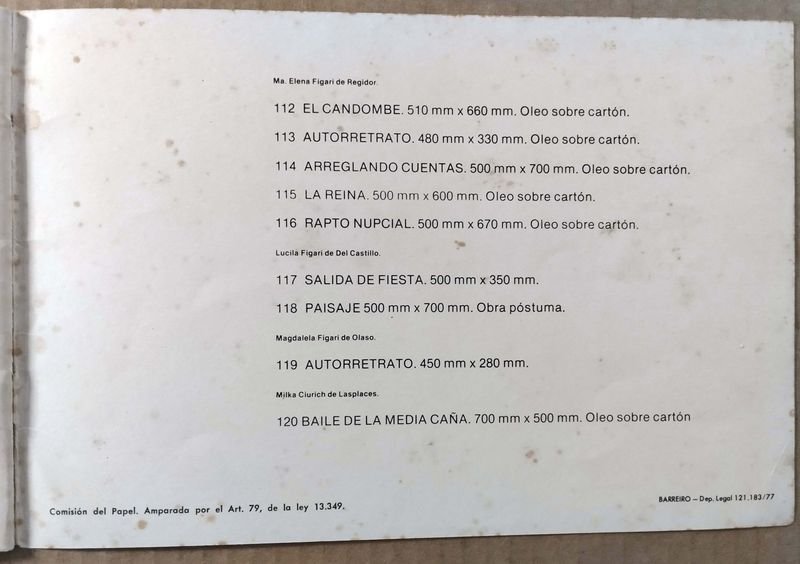 Ma. Elena Figari de Regidor.
112 EL CANDOMBE. 510 mm x 660 mm. Oleo sobre cartón.
113 AUTORRETRATO. 480 mm x 330 mm. Oleo sobre cartón.
114 ARREGLANDO CUENTAS. 500 mm x 700 mm. Oleo sobre cartón.
115 LA REINA. 500 mm x 600 mm. Oleo sobre cartón.
116 RAPTO NUPCIAL. 500 mm x 670 mm. Oleo sobre cartón.
Lucila Figari de Del Castillo.
117 SALIDA DE FIESTA. 500 mm x 350 mm.
118 PAISAJE 500 mm x 700 mm. Obra póstuma.
Magdalela Figari de Olaso.
119 AUTORRETRATO. 450 mm x 280 mm.
Milka Ciurich de Lasplaces.
120 BAILE DE LA MEDIA CAÑA. 700 mm x 500 mm. Oleo sobre cartón
Comisión del Papel. Amparada por el Art. 79, de la ley 13.349.
BARREIRO — Dep. Legal 121.183/77